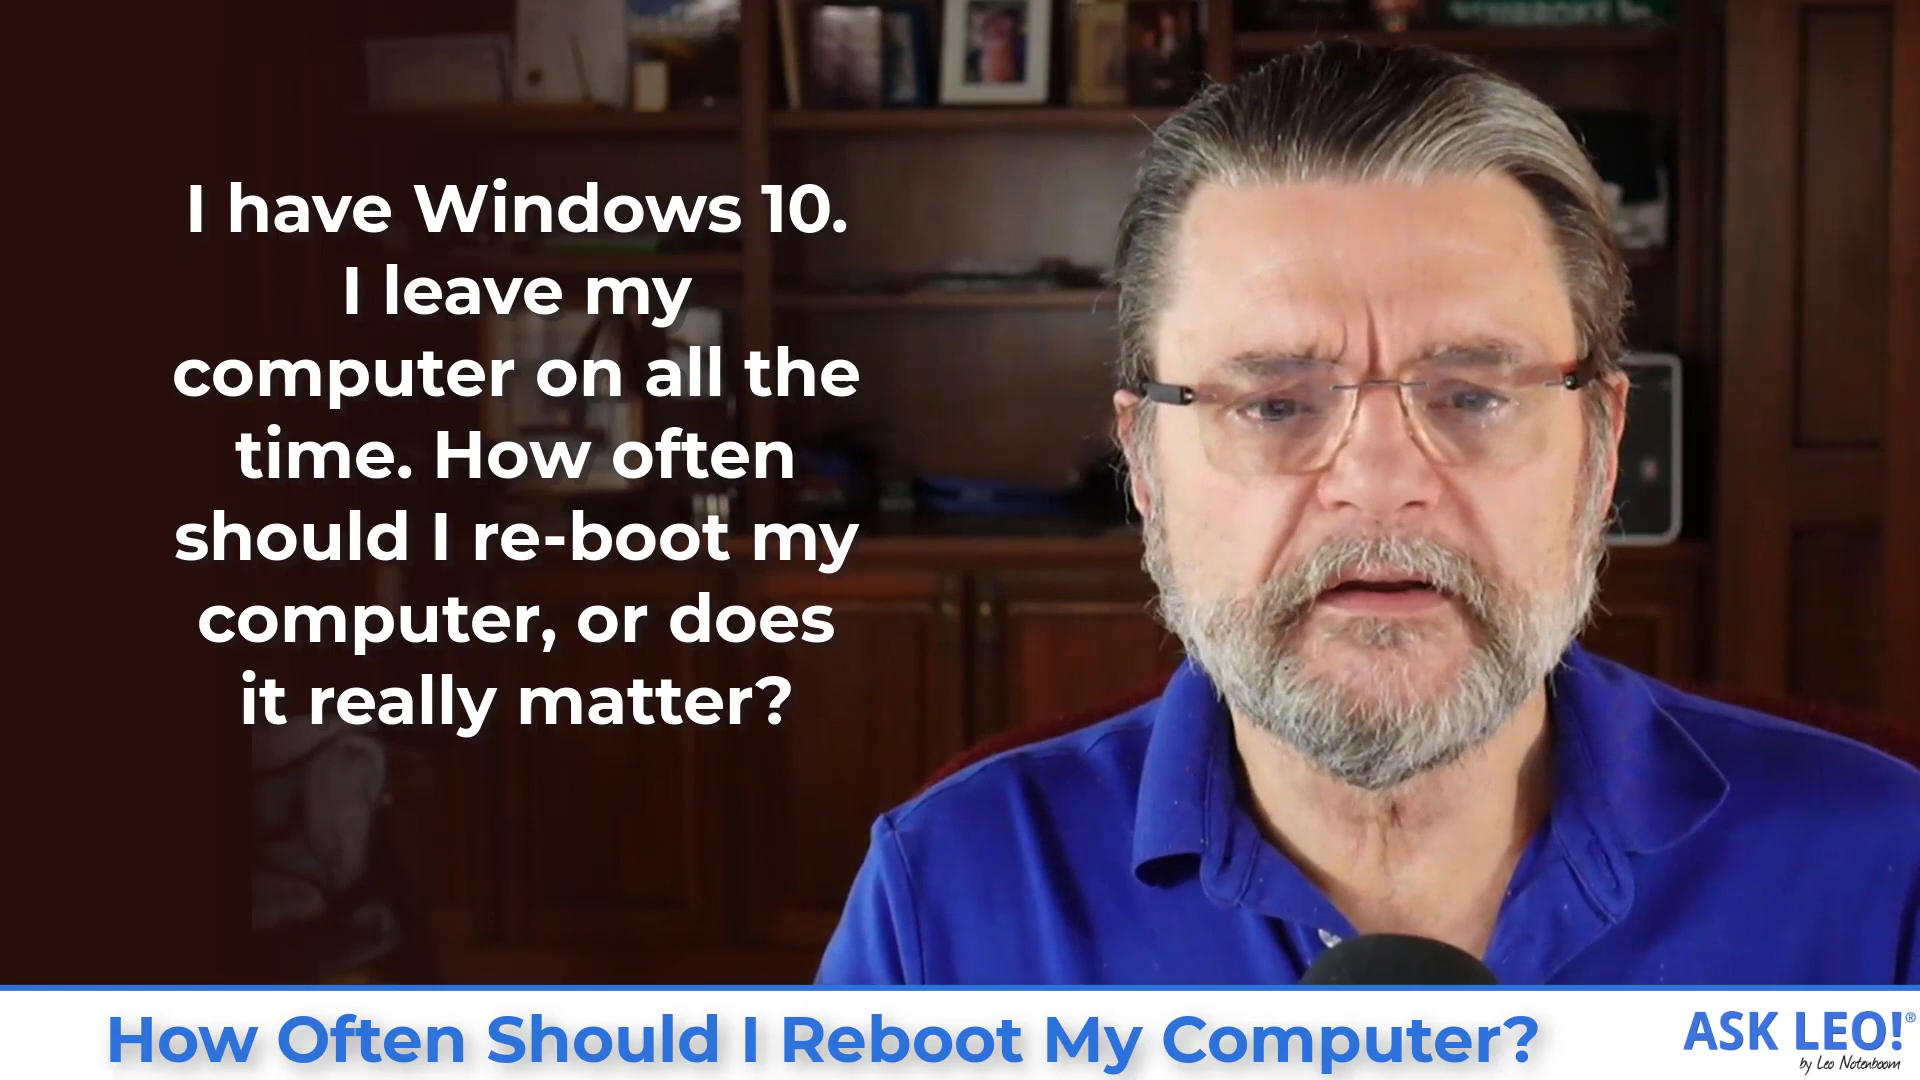 I have Windows 10.
I leave my
computer on all the
time. How often
should I re-boot my
computer, or does
it really matter?
How Often Should I Reboot My Computer?
ASK LEO!®
by Leo Notenboom